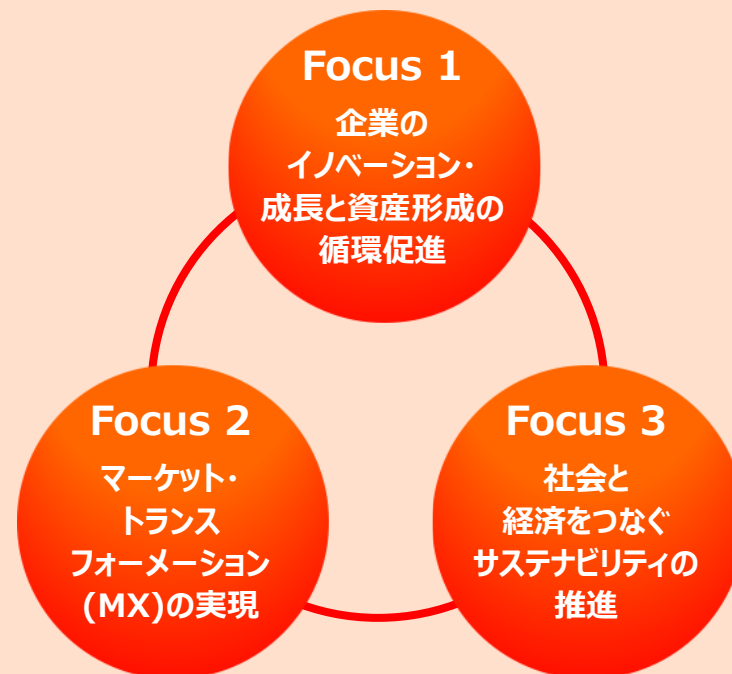 Focus 1
企業の
イノベーション・
成長と資産形成の
循環促進
Focus 2
マーケット・
トランス
フォーメーション
(MX)の実現
Focus 3
社会と
経済をつなぐ
サステナビリティの
推進